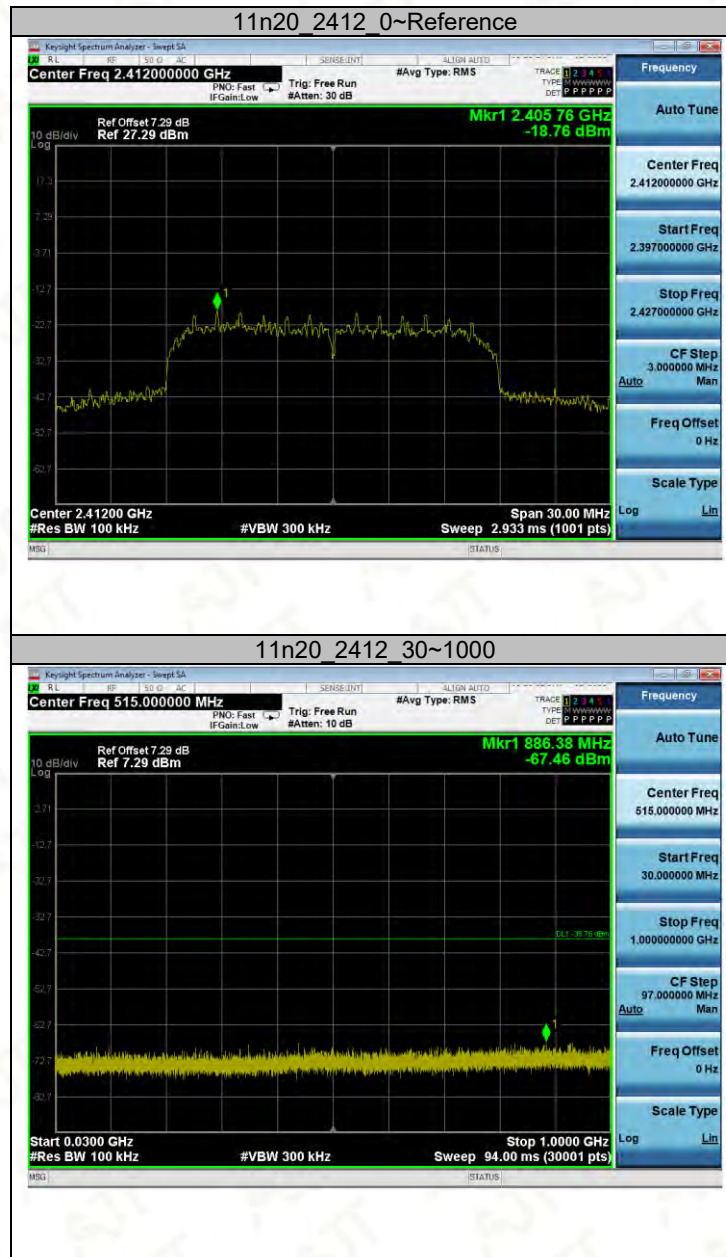 11n20_2412_0~Reference
Keysight Spectrum Analyzer - Swept SA
RL RF 50 Ω AC SENSE:INT ALIGN AUTO
Center Freq 2.412000000 GHz
PNO: Fast
IFGain:Low
Trig: Free Run
#Atten: 30 dB
#Avg Type: RMS
TRACE 1 2 3 4 5 6
TYPE M W W W W W
DET P P P P P P
Frequency
Mkr1 2.405 76 GHz
-18.76 dBm
Ref Offset 7.29 dB
10 dB/div Ref 27.29 dBm
Log
17.3
7.29
-2.71
-12.7
-22.7
-32.7
-42.7
-52.7
-62.7
1
Center 2.41200 GHz Span 30.00 MHz
#Res BW 100 kHz #VBW 300 kHz Sweep 2.933 ms (1001 pts)
MSG STATUS
Auto Tune
Center Freq
2.412000000 GHz
Start Freq
2.397000000 GHz
Stop Freq
2.427000000 GHz
CF Step
3.000000 MHz
Auto Man
Freq Offset
0 Hz
Scale Type
Log Lin
11n20_2412_30~1000
Keysight Spectrum Analyzer - Swept SA
RL RF 50 Ω AC SENSE:INT ALIGN AUTO
Center Freq 515.000000 MHz
PNO: Fast
IFGain:Low
Trig: Free Run
#Atten: 10 dB
#Avg Type: RMS
TRACE 1 2 3 4 5 6
TYPE M W W W W W
DET P P P P P P
Frequency
Mkr1 886.38 MHz
-67.46 dBm
Ref Offset 7.29 dB
10 dB/div Ref 7.29 dBm
Log
-2.71
-12.7
-22.7
-32.7
-42.7
-52.7
-62.7
-72.7
-82.7
DL1 -38.76 dBm
1
Start 0.0300 GHz Stop 1.0000 GHz
#Res BW 100 kHz #VBW 300 kHz Sweep 94.00 ms (30001 pts)
MSG STATUS
Auto Tune
Center Freq
515.000000 MHz
Start Freq
30.000000 MHz
Stop Freq
1.000000000 GHz
CF Step
97.000000 MHz
Auto Man
Freq Offset
0 Hz
Scale Type
Log Lin